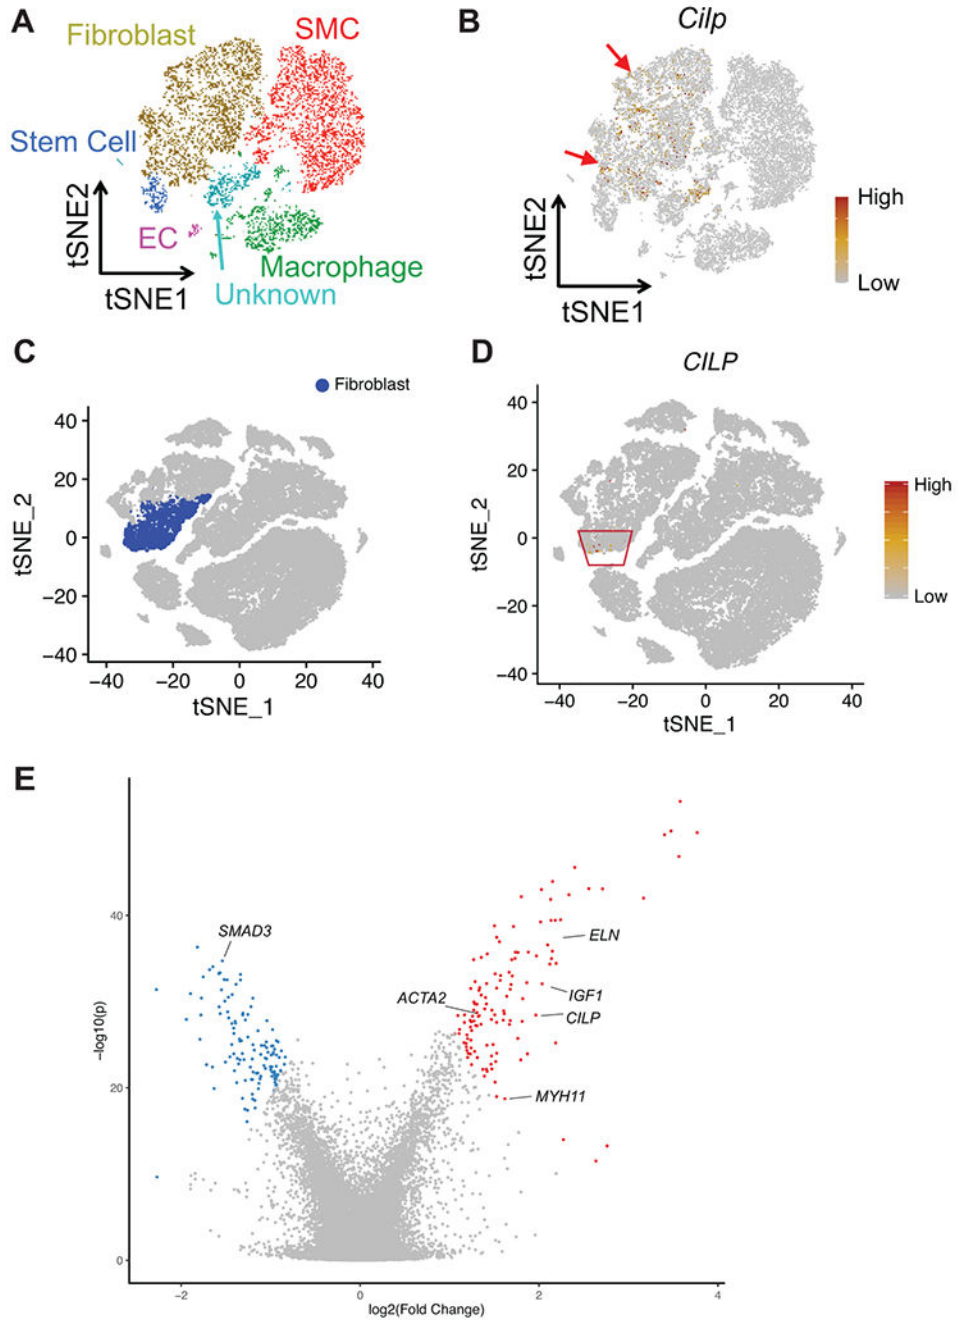 A
Fibroblast
SMC
Stem Cell
EC
Macrophage
Unknown
tSNE2
tSNE1
B
Cilp
High
Low
tSNE2
tSNE1
C
Fibroblast
40
20
0
−20
−40
−40 −20 0 20 40
tSNE_2
tSNE_1
D
CILP
High
Low
40
20
0
−20
−40
−40 −20 0 20 40
tSNE_2
tSNE_1
E
SMAD3
ELN
ACTA2
IGF1
CILP
MYH11
40
20
0
−log10(p)
−2 0 2 4
log2(Fold Change)